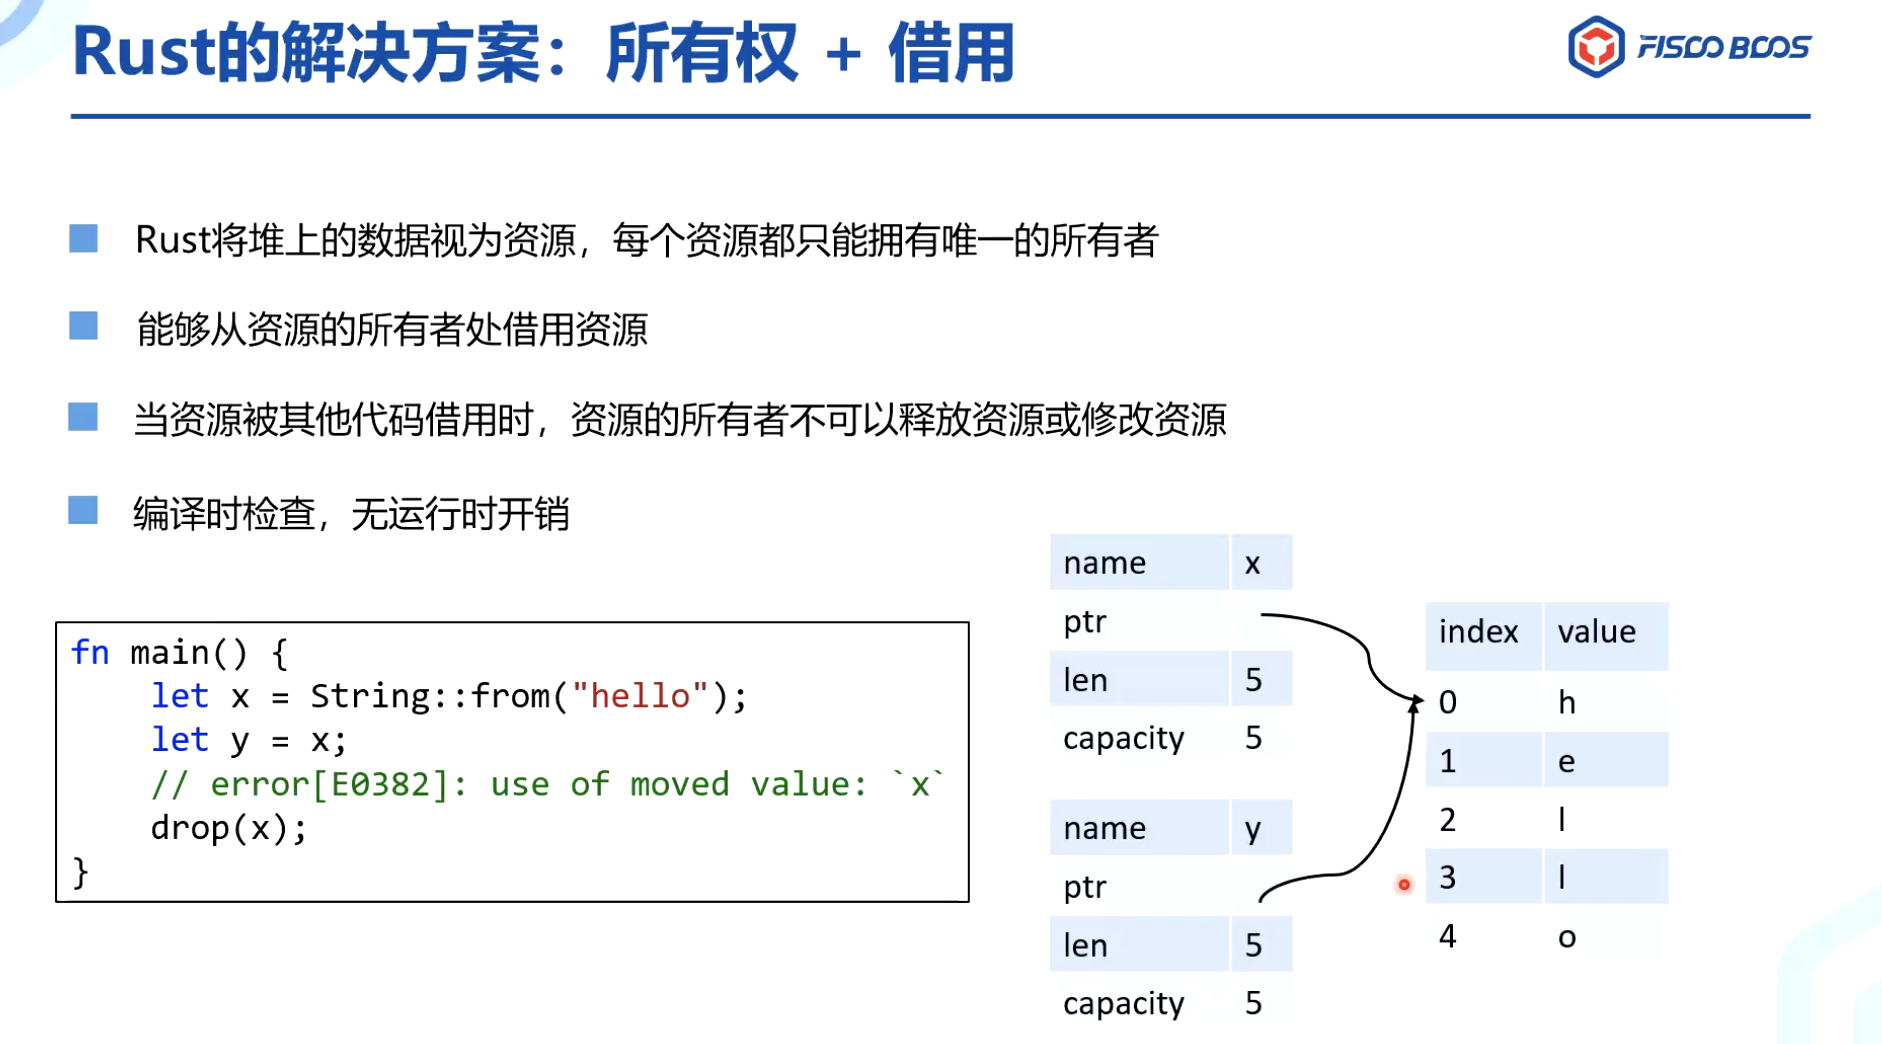 Rust的解决方案：所有权 + 借用
FISCO BCOS
Rust将堆上的数据视为资源，每个资源都只能拥有唯一的所有者
能够从资源的所有者处借用资源
当资源被其他代码借用时，资源的所有者不可以释放资源或修改资源
编译时检查，无运行时开销
fn main() {
    let x = String::from("hello");
    let y = x;
    // error[E0382]: use of moved value: `x`
    drop(x);
}
name x
ptr
len 5
capacity 5
name y
ptr
len 5
capacity 5
index value
0 h
1 e
2 l
3 l
4 o